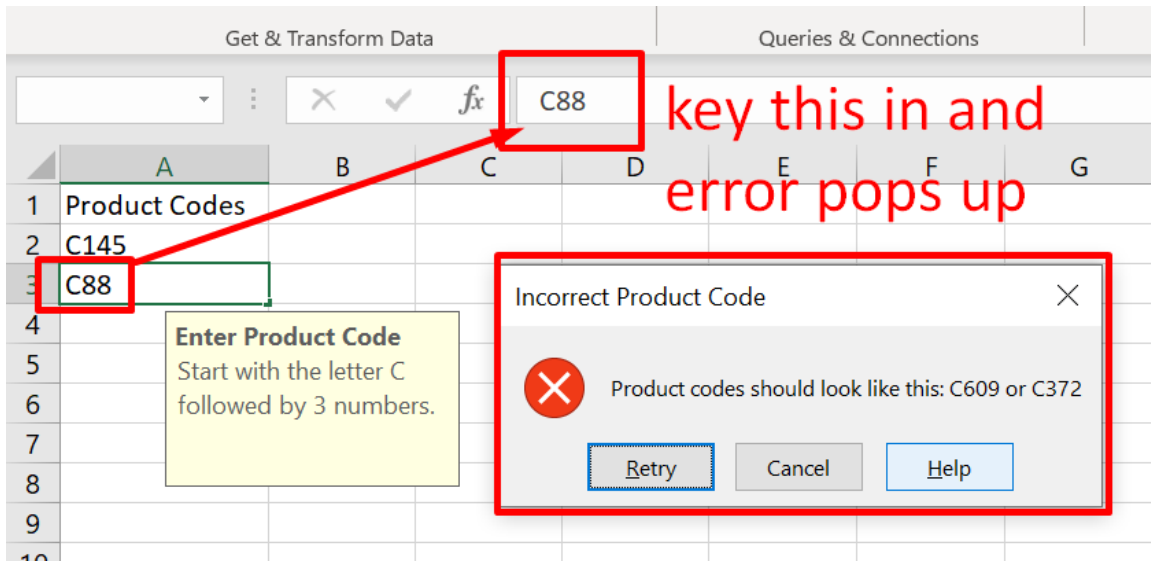 Get & Transform Data Queries & Connections
fx C88
key this in and
error pops up
A B C D E F G
1 Product Codes
2 C145
3 C88
4
5
6
7
8
9
10
Enter Product Code
Start with the letter C
followed by 3 numbers.
Incorrect Product Code
Product codes should look like this: C609 or C372
Retry Cancel Help